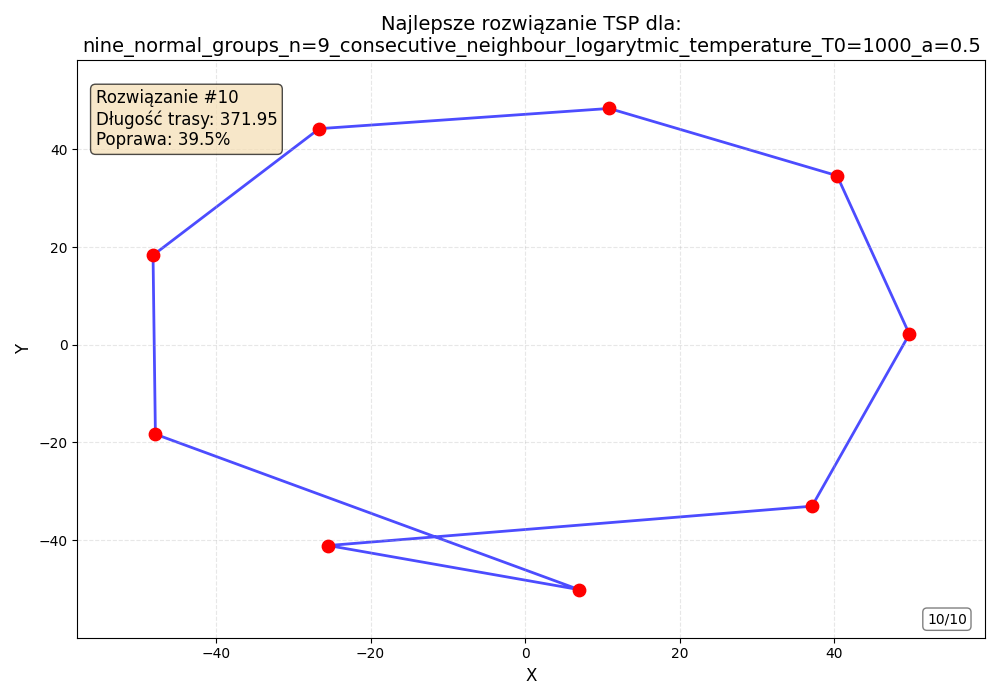 Najlepsze rozwiązanie TSP dla:
nine_normal_groups_n=9_consecutive_neighbour_logarytmic_temperature_T0=1000_a=0.5
Rozwiązanie #10
Długość trasy: 371.95
Poprawa: 39.5%
40
20
0
−20
−40
Y
10/10
−40
−20
0
20
40
X